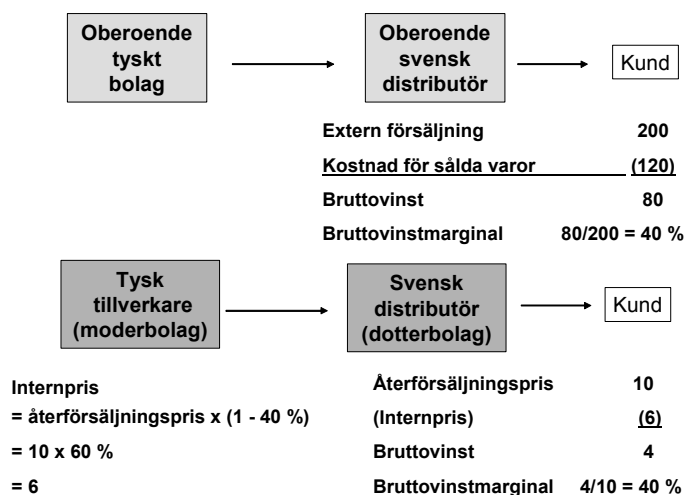 Oberoende
tyskt
bolag
Oberoende
svensk
distributör
Kund
Extern försäljning 200
Kostnad för sålda varor (120)
Bruttovinst 80
Bruttovinstmarginal 80/200 = 40 %
Tysk
tillverkare
(moderbolag)
Svensk
distributör
(dotterbolag)
Kund
Internpris
= återförsäljningspris x (1 - 40 %)
= 10 x 60 %
= 6
Återförsäljningspris 10
(Internpris) (6)
Bruttovinst 4
Bruttovinstmarginal 4/10 = 40 %